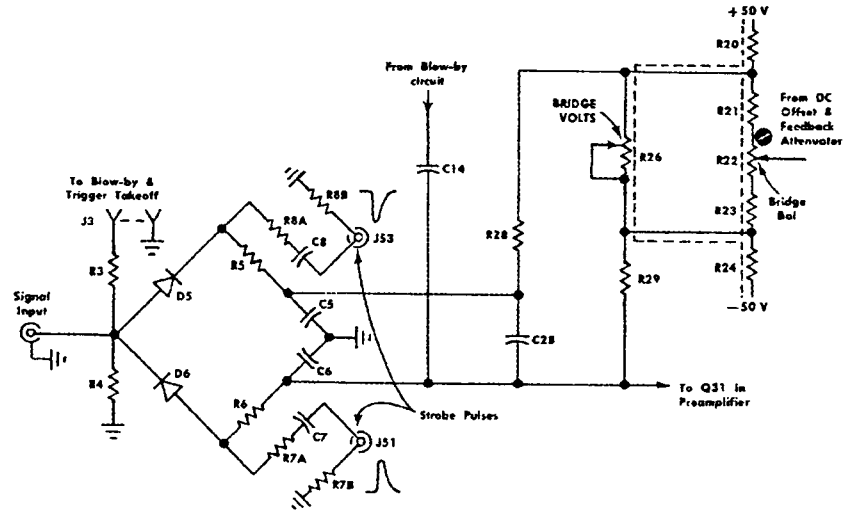 +50 V
R20
From Blow-by
circuit
BRIDGE
VOLTS
R21
From DC
Offset &
Feedback
Attenuator
R26
R22
C14
To Blow-by &
Trigger Takeoff
R8B
J3
R8A
C8
J53
Bridge
Bal
R23
R28
R3
R5
R24
D5
R29
−50 V
Signal
Input
C5
C28
D6
C6
R4
To Q31 in
Preamplifier
R6
Strobe Pulses
C7
J51
R7A
R7B